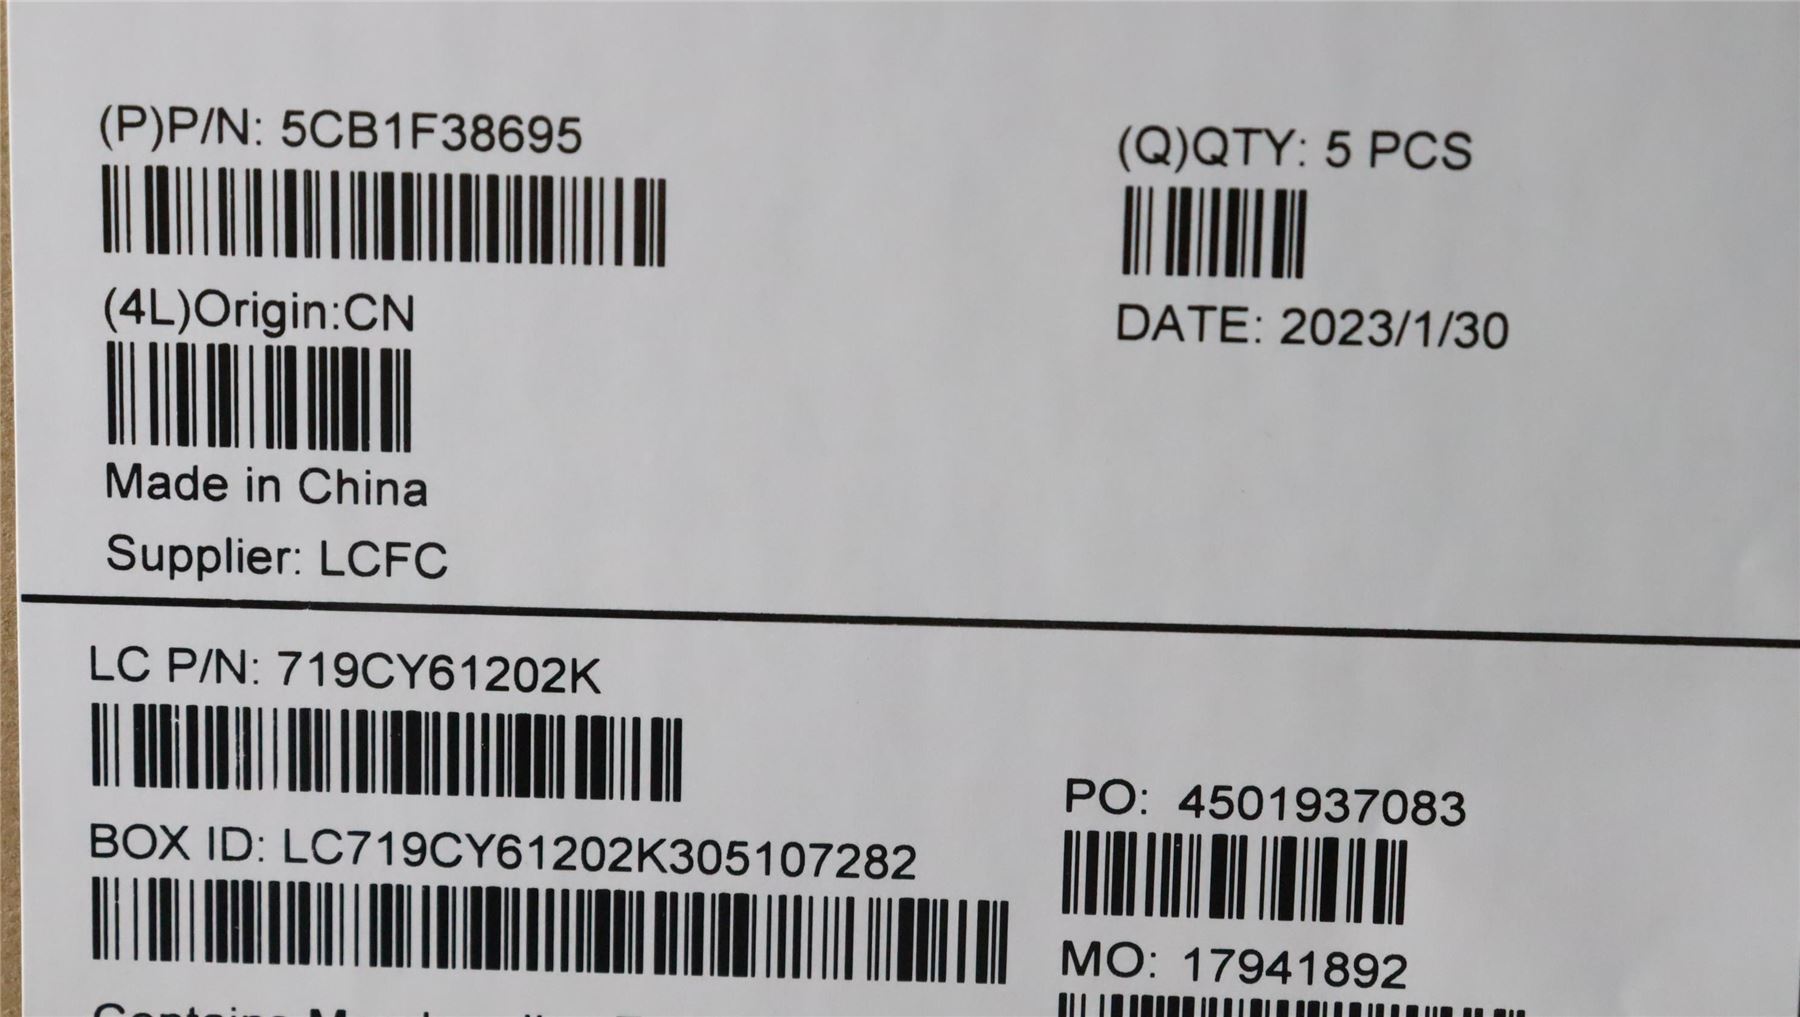 (P)P/N: 5CB1F38695
(Q)QTY: 5 PCS
(4L)Origin:CN
DATE: 2023/1/30
Made in China
Supplier: LCFC
LC P/N: 719CY61202K
PO: 4501937083
BOX ID: LC719CY61202K305107282
MO: 17941892
Contains